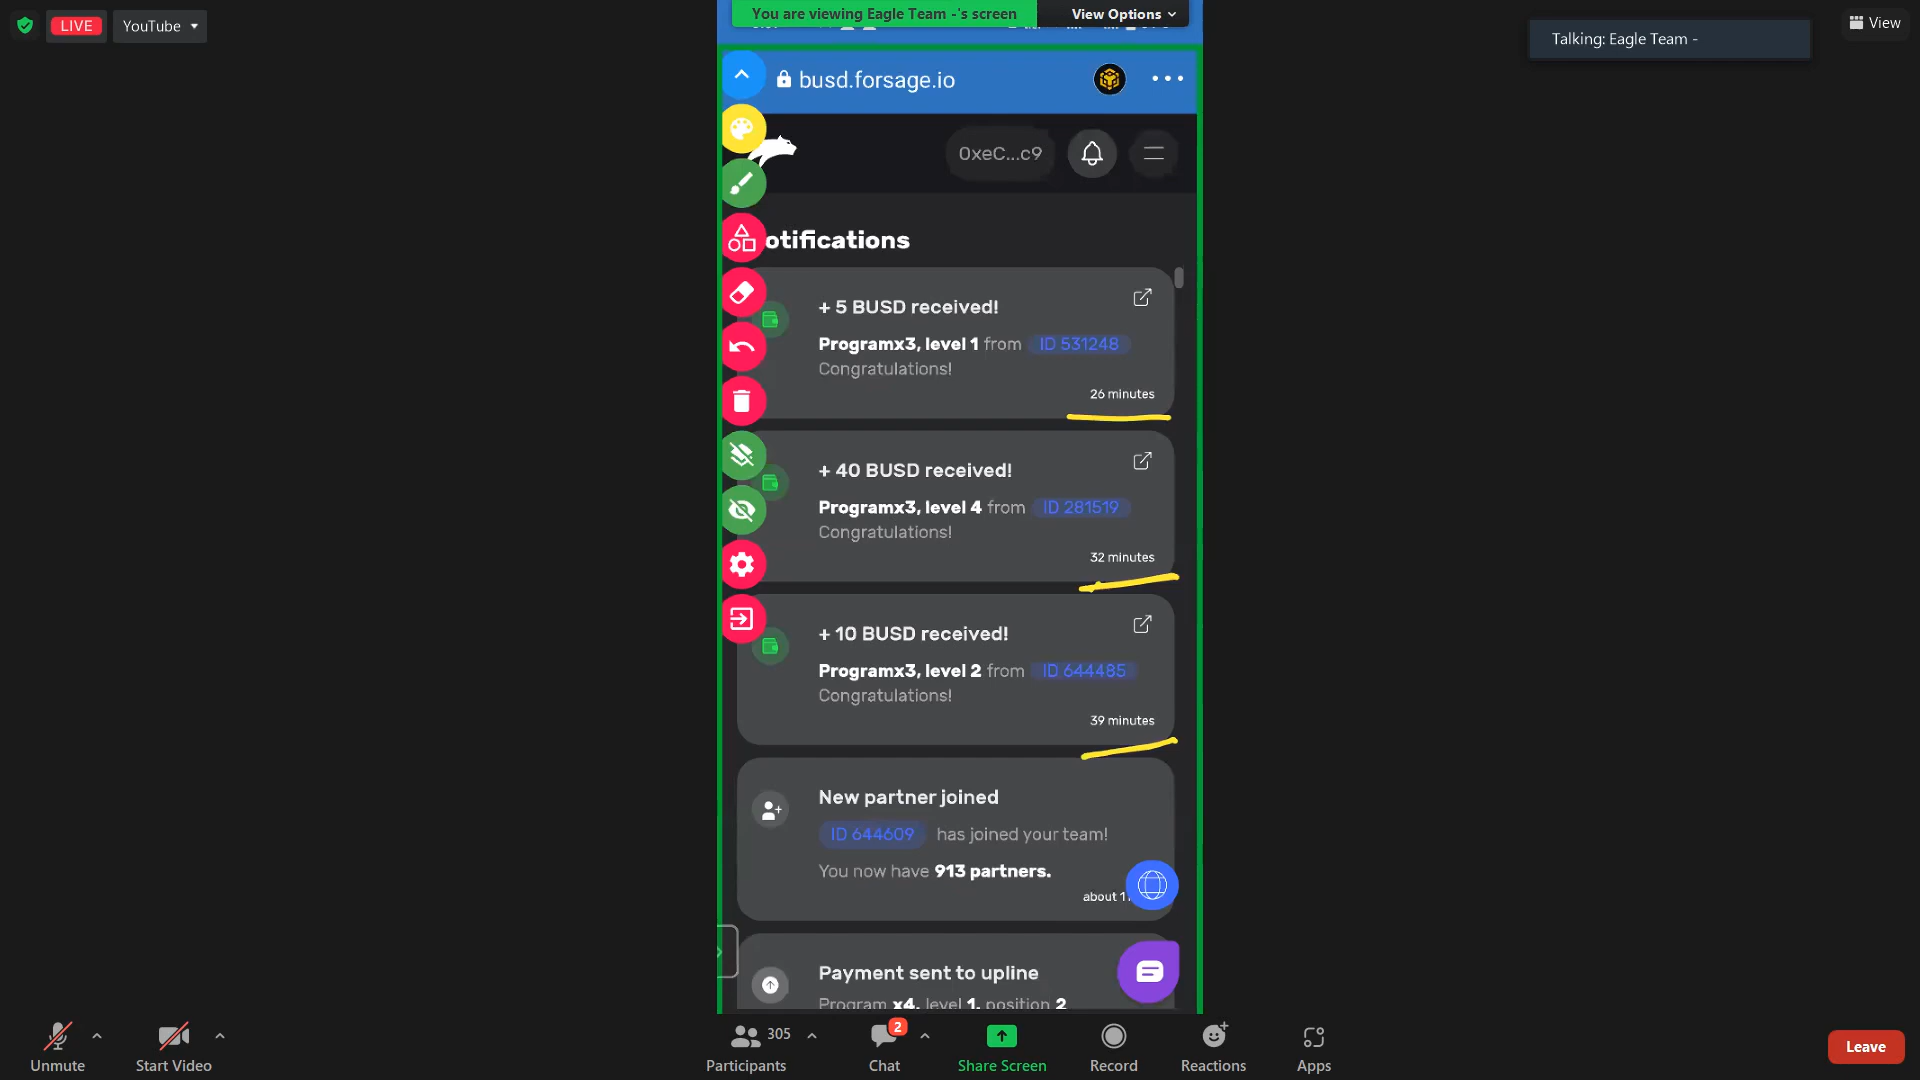 LIVE
YouTube
You are viewing Eagle Team -'s screen
View Options
Talking: Eagle Team -
View
busd.forsage.io
0xeC...c9
otifications
+ 5 BUSD received!
Programx3, level 1 from ID 531248
Congratulations!
26 minutes
+ 40 BUSD received!
Programx3, level 4 from ID 281519
Congratulations!
32 minutes
+ 10 BUSD received!
Programx3, level 2 from ID 644485
Congratulations!
39 minutes
New partner joined
ID 644609 has joined your team!
You now have 913 partners.
about 1
Payment sent to upline
Program x4, level 1, position 2
Unmute
Start Video
305
Participants
2
Chat
Share Screen
Record
Reactions
Apps
Leave